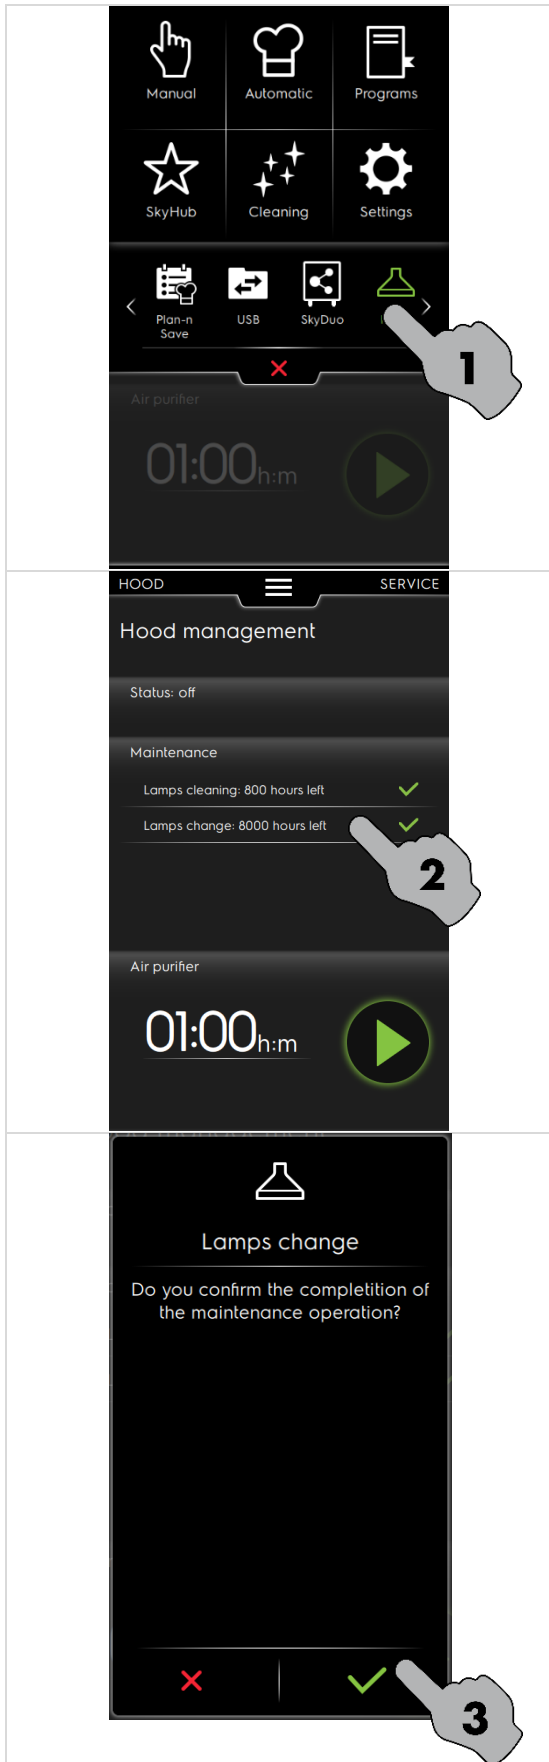 Manual Automatic Programs
SkyHub Cleaning Settings
Plan-n
Save
USB SkyDuo
1
Air purifier
01:00h:m
HOOD SERVICE
Hood management
Status: off
Maintenance
Lamps cleaning: 800 hours left
Lamps change: 8000 hours left
2
Air purifier
01:00h:m
Lamps change
Do you confirm the completition of
the maintenance operation?
3